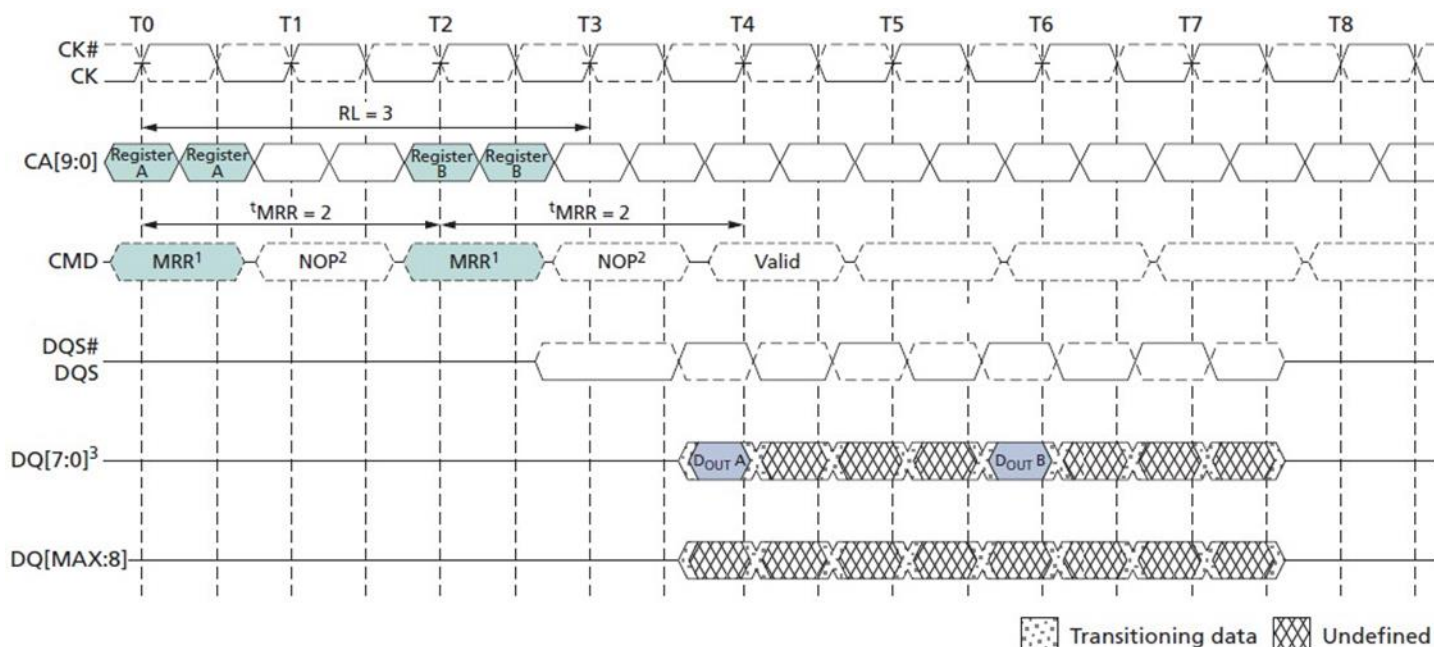 T0 T1 T2 T3 T4 T5 T6 T7 T8
CK#
CK
RL = 3
CA[9:0] Register A Register A Register B Register B
tMRR = 2 tMRR = 2
CMD MRR1 NOP2 MRR1 NOP2 Valid
DQS#
DQS
DQ[7:0]3 DOUT A DOUT B
DQ[MAX:8]
Transitioning data Undefined